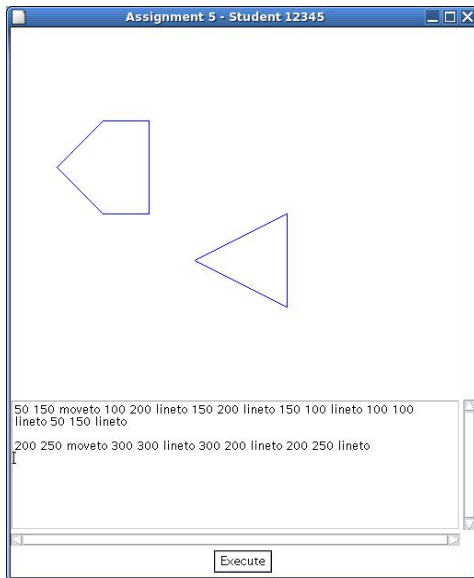 Assignment 5 - Student 12345
50 150 moveto 100 200 lineto 150 200 lineto 150 100 lineto 100 100
lineto 50 150 lineto
200 250 moveto 300 300 lineto 300 200 lineto 200 250 lineto
Execute